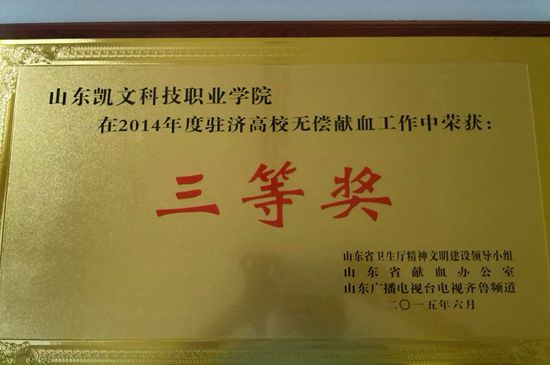 山东凯文科技职业学院
在2014年度驻济高校无偿献血工作中荣获：
三等奖
山东省卫生厅精神文明建设领导小组
山东省献血办公室
山东广播电视台电视齐鲁频道
二〇一五年六月